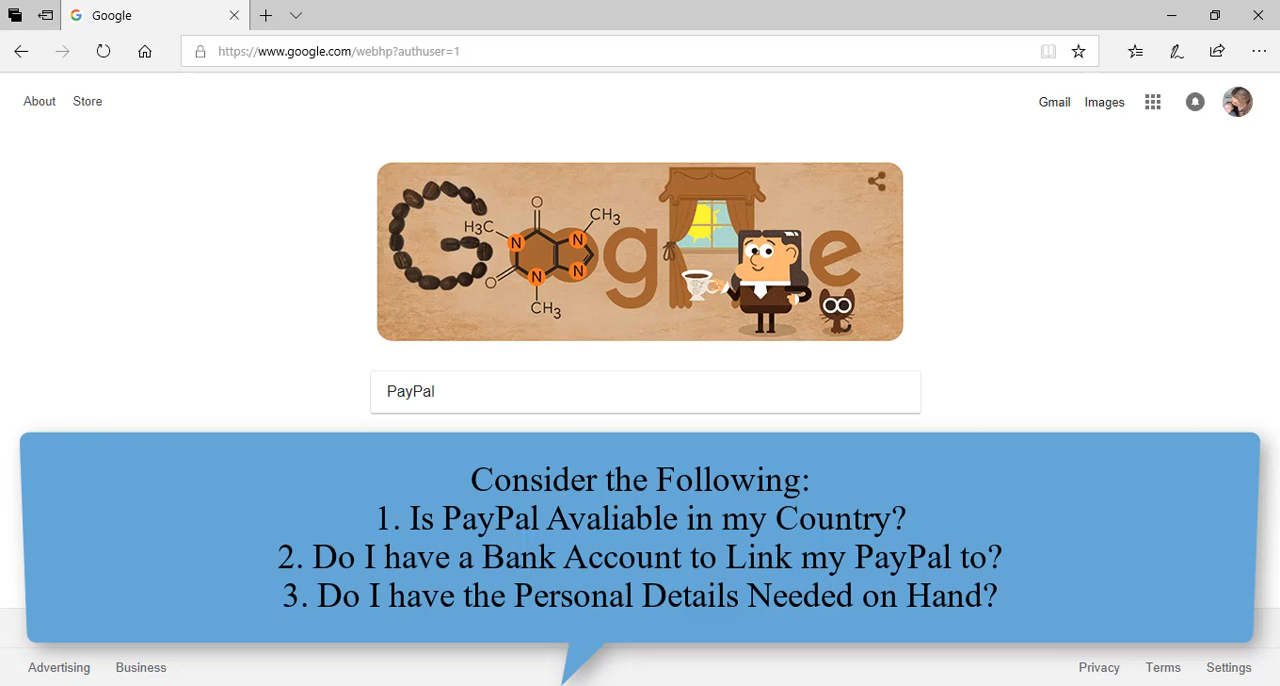 Google
https://www.google.com/webhp?authuser=1
About Store
Gmail Images
H3C O CH3
N N
G o o g l e
O N N
CH3
PayPal
Consider the Following:
1. Is PayPal Avaliable in my Country?
2. Do I have a Bank Account to Link my PayPal to?
3. Do I have the Personal Details Needed on Hand?
Advertising Business
Privacy Terms Settings